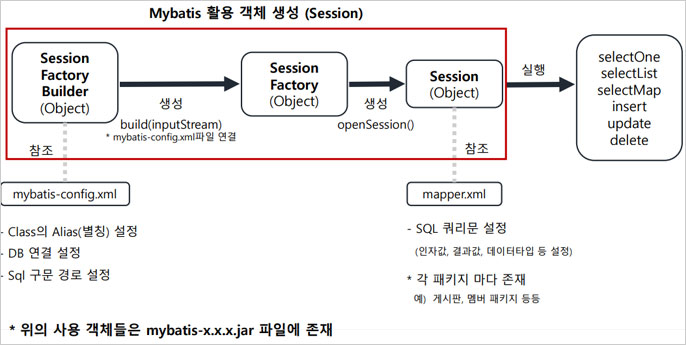 Mybatis 활용 객체 생성 (Session)
Session
Factory
Builder
(Object)
생성
build(inputStream)
* mybatis-config.xml파일 연결
Session
Factory
(Object)
생성
openSession()
Session
(Object)
실행
selectOne
selectList
selectMap
insert
update
delete
참조
참조
mybatis-config.xml
- Class의 Alias(별칭) 설정
- DB 연결 설정
- Sql 구문 경로 설정
mapper.xml
- SQL 쿼리문 설정
(인자값, 결과값, 데이터타입 등 설정)
* 각 패키지 마다 존재
예) 게시판, 멤버 패키지 등등
* 위의 사용 객체들은 mybatis-x.x.x.jar 파일에 존재